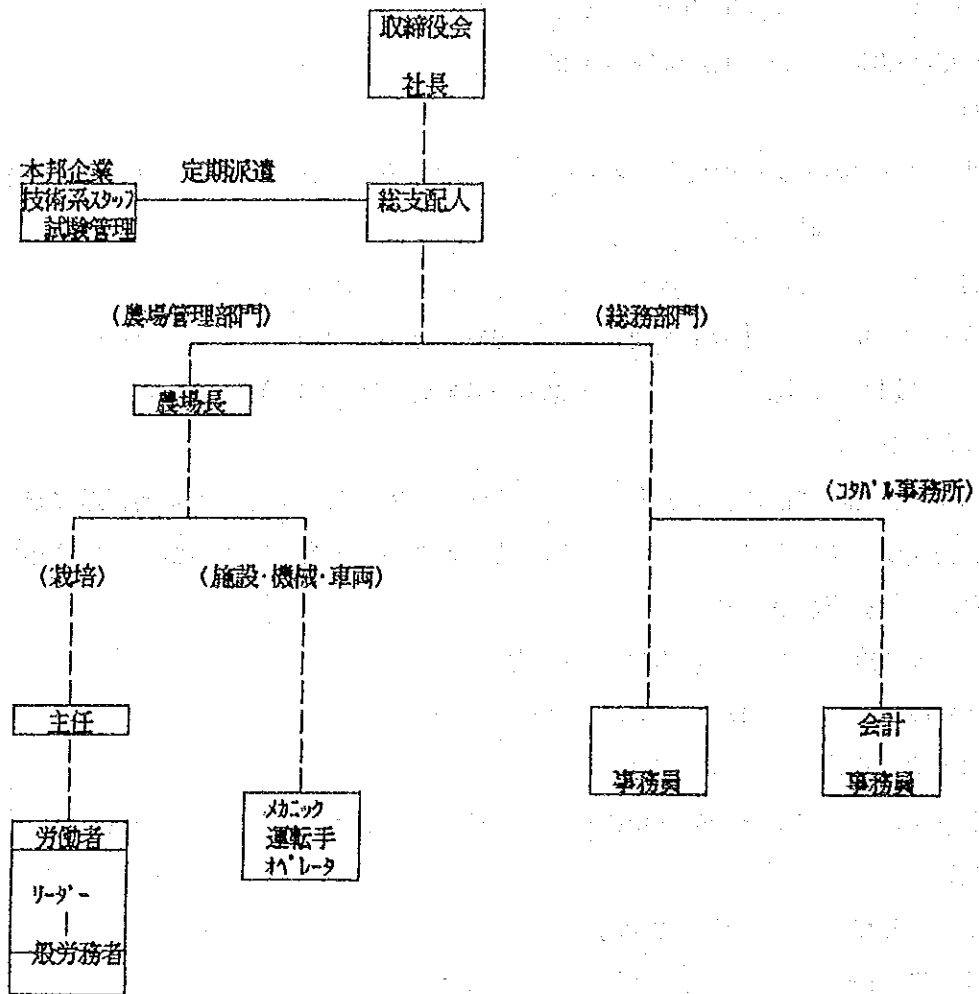 取締役会
社長
本邦企業
定期派遣
技術系スタッフ
試験管理
総支配人
(農場管理部門)
(総務部門)
農場長
(コタバル事務所)
(栽培)
(施設・機械・車両)
主任
会計
事務員
事務員
メカニック
運転手
オペレータ
労働者
リーダー
一般労務者